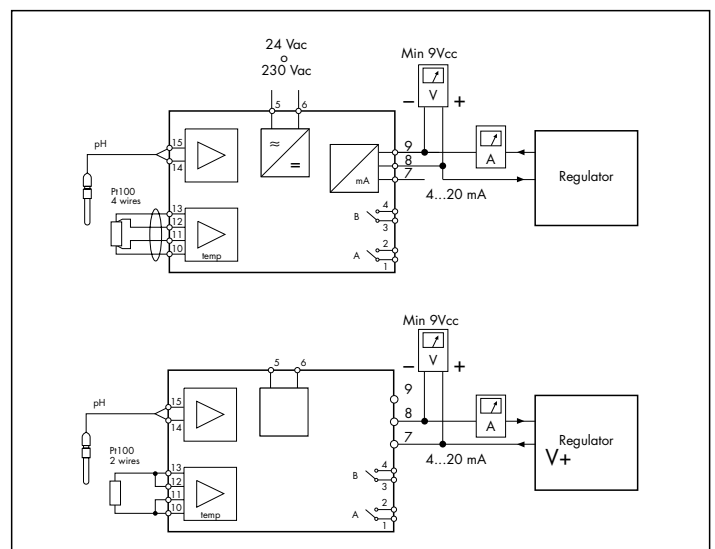 24 Vac
o
230 Vac
Min 9Vcc
V
– +
5 6
pH
15
14
≈
=
9
8
7
mA
A
Regulator
4...20 mA
Pt100
4 wires
13
12
11
10
temp
B
4
3
A
2
1
Min 9Vcc
V
– +
5 6
9
pH
15
14
8
7
A
Regulator
V+
4...20 mA
Pt100
2 wires
13
12
11
10
temp
B
4
3
A
2
1